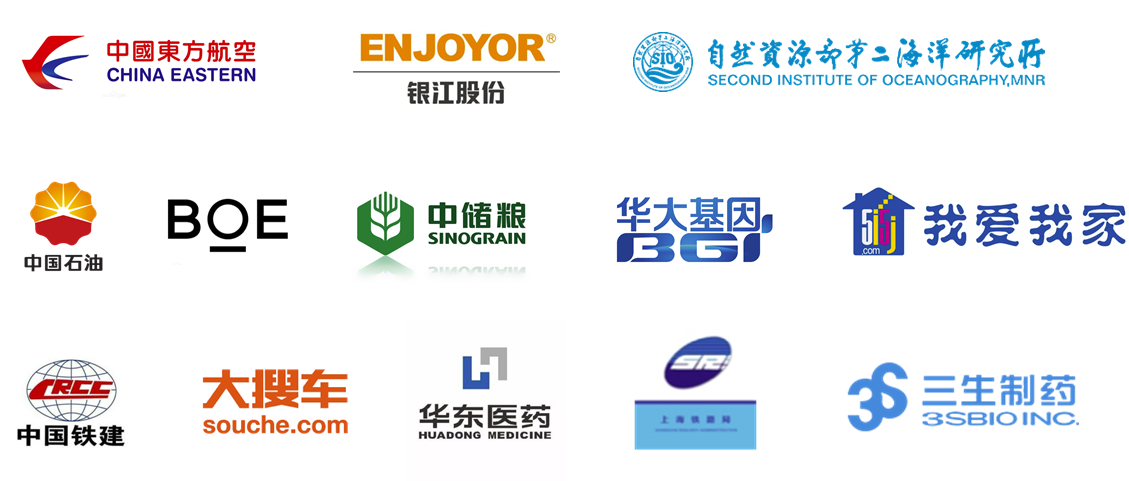 中國東方航空
CHINA EASTERN
ENJOYOR®
银江股份
SIO
自然資源部第二海洋研究所
SECOND INSTITUTE OF OCEANOGRAPHY,MNR
中国石油
BOE
中储粮
SINOGRAIN
华大基因
BGI
5i5j
.com
我爱我家
CRCC
中国铁建
大搜车
souche.com
华东医药
HUADONG MEDICINE
SR
上海铁路局
3S
三生制药
3SBIO INC.